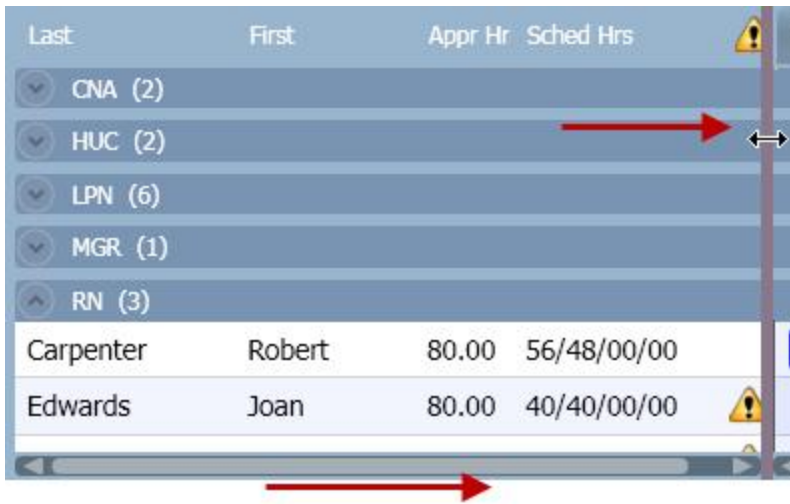 Last First Appr Hr Sched Hrs
CNA (2)
HUC (2)
LPN (6)
MGR (1)
RN (3)
Carpenter Robert 80.00 56/48/00/00
Edwards Joan 80.00 40/40/00/00